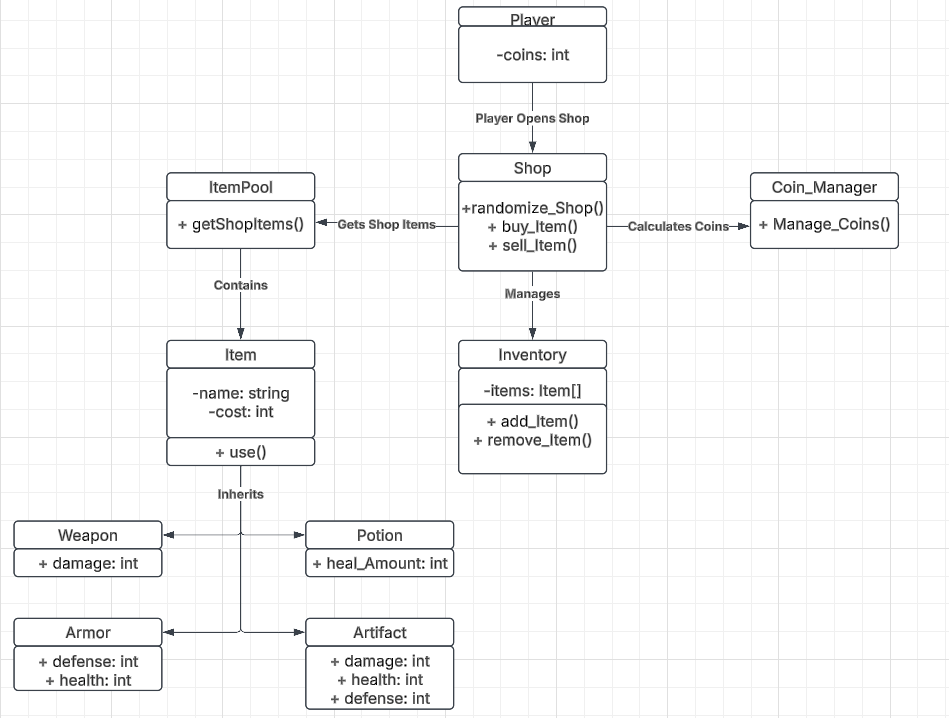 Player
-coins: int
Player Opens Shop
Shop
+randomize_Shop()
+ buy_Item()
+ sell_Item()
ItemPool
+ getShopItems()
Gets Shop Items
Calculates Coins
Coin_Manager
+ Manage_Coins()
Contains
Manages
Item
-name: string
-cost: int
+ use()
Inventory
-items: Item[]
+ add_Item()
+ remove_Item()
Inherits
Weapon
+ damage: int
Potion
+ heal_Amount: int
Armor
+ defense: int
+ health: int
Artifact
+ damage: int
+ health: int
+ defense: int